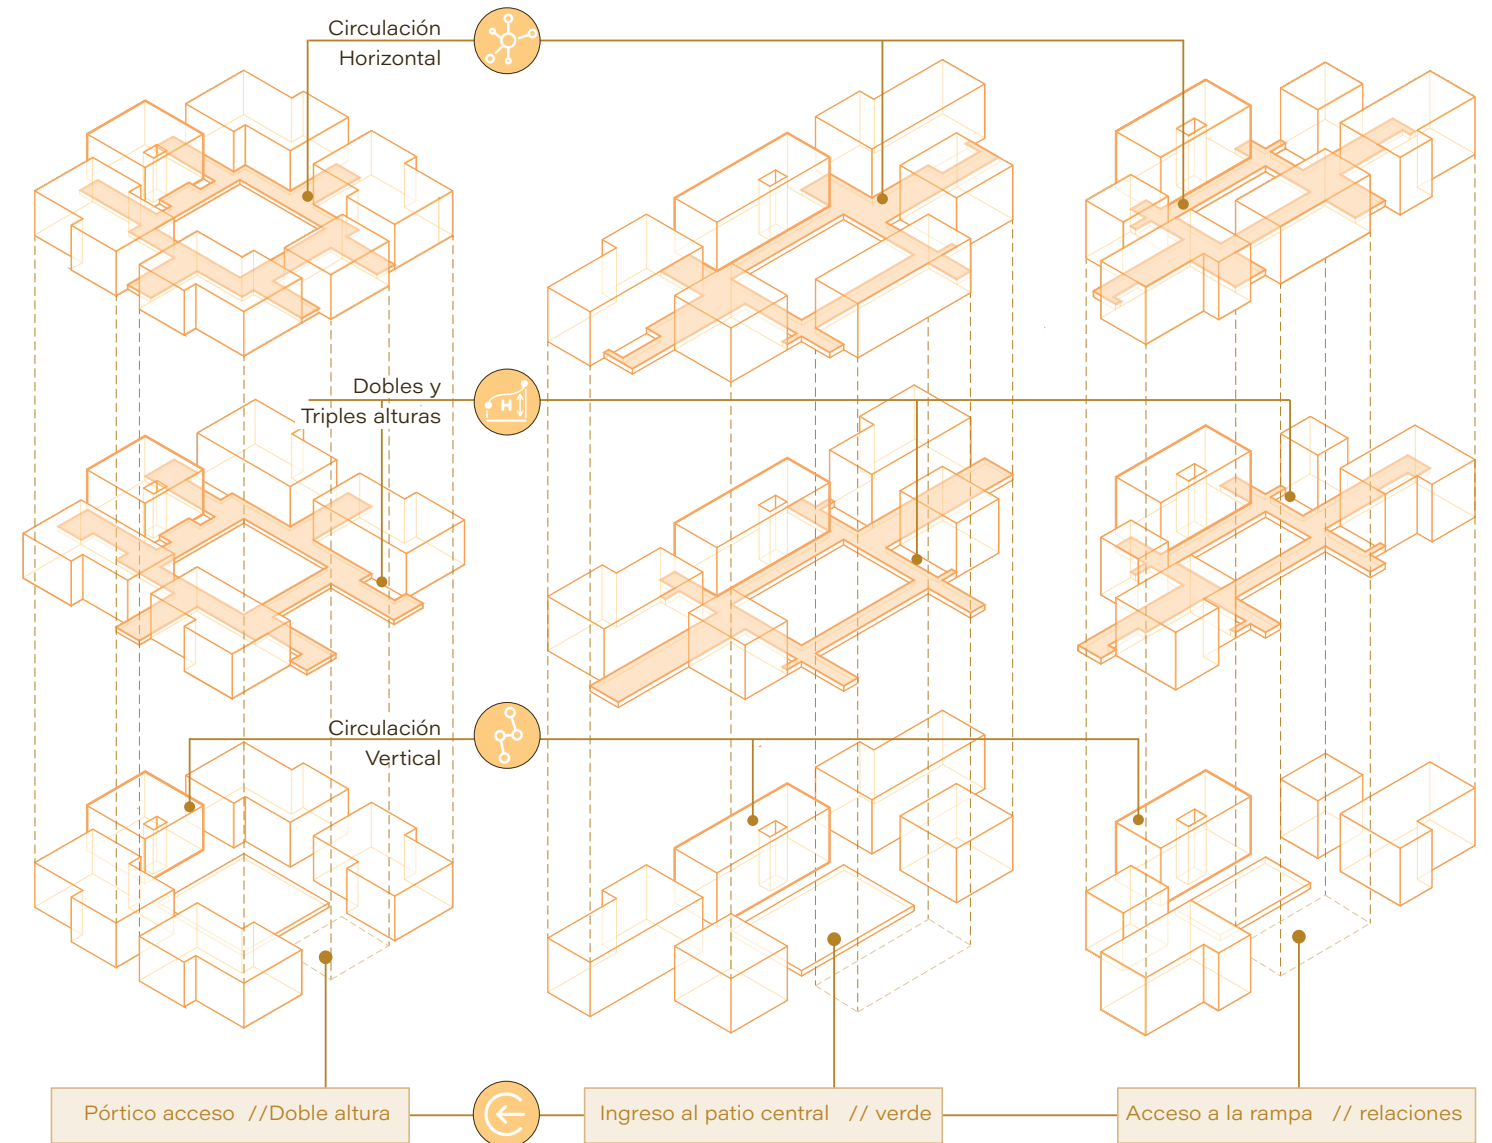 Circulación
Horizontal
Dobles y
Triples alturas
H
Circulación
Vertical
Pórtico acceso //Doble altura
Ingreso al patio central // verde
Acceso a la rampa // relaciones